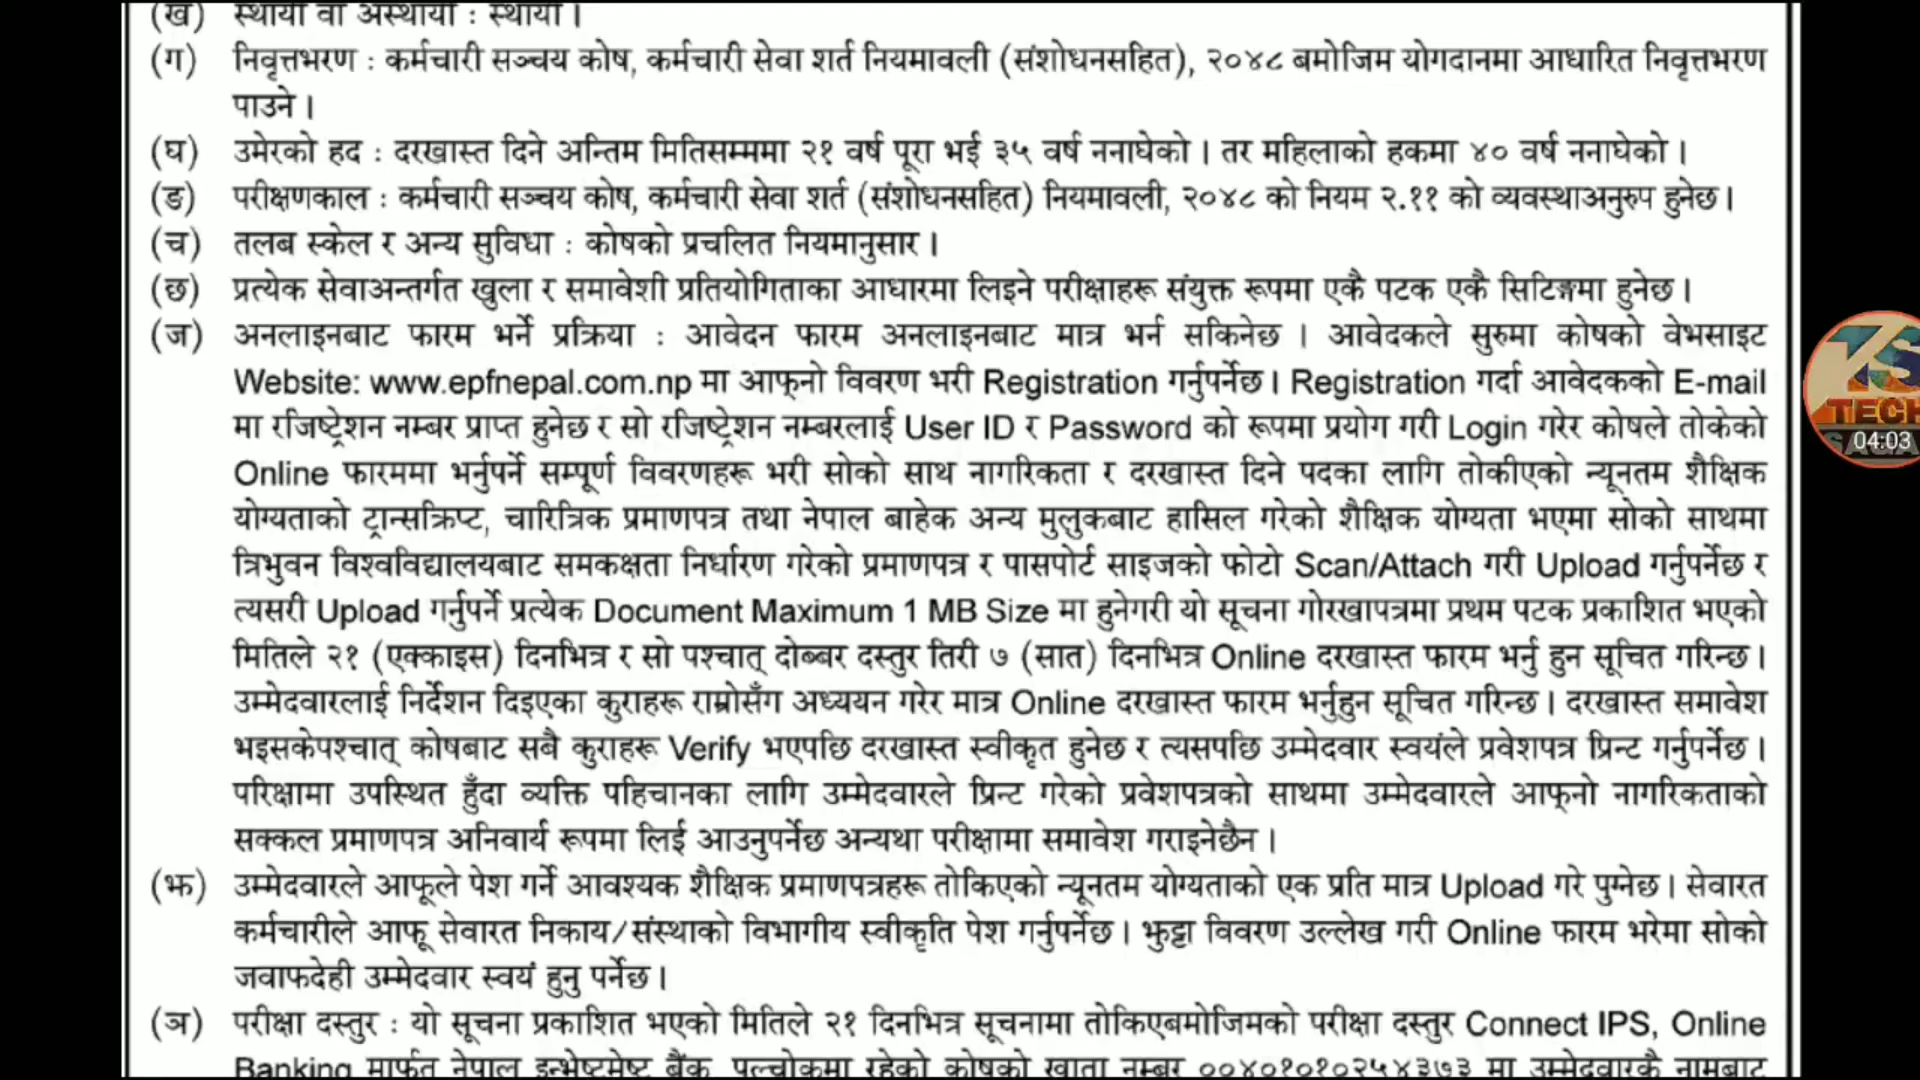 (ख) स्थायी वा अस्थायी : स्थायी ।
(ग) निवृत्तभरण : कर्मचारी सञ्चय कोष, कर्मचारी सेवा शर्त नियमावली (संशोधनसहित), २०४८ बमोजिम योगदानमा आधारित निवृत्तभरण
पाउने ।
(घ) उमेरको हद : दरखास्त दिने अन्तिम मितिसम्ममा २१ वर्ष पूरा भई ३५ वर्ष ननाघेको । तर महिलाको हकमा ४० वर्ष ननाघेको ।
(ङ) परीक्षणकाल : कर्मचारी सञ्चय कोष, कर्मचारी सेवा शर्त (संशोधनसहित) नियमावली, २०४८ को नियम २.११ को व्यवस्थाअनुरुप हुनेछ ।
(च) तलब स्केल र अन्य सुविधा : कोषको प्रचलित नियमानुसार ।
(छ) प्रत्येक सेवाअन्तर्गत खुला र समावेशी प्रतियोगिताका आधारमा लिइने परीक्षाहरू संयुक्त रूपमा एकै पटक एकै सिटिङमा हुनेछ ।
(ज) अनलाइनबाट फारम भर्ने प्रक्रिया : आवेदन फारम अनलाइनबाट मात्र भर्न सकिनेछ । आवेदकले सुरुमा कोषको वेभसाइट
Website: www.epfnepal.com.np मा आफ्नो विवरण भरी Registration गर्नुपर्नेछ । Registration गर्दा आवेदकको E-mail
मा रजिष्ट्रेशन नम्बर प्राप्त हुनेछ र सो रजिष्ट्रेशन नम्बरलाई User ID र Password को रूपमा प्रयोग गरी Login गरेर कोषले तोकेको
Online फारममा भर्नुपर्ने सम्पूर्ण विवरणहरू भरी सोको साथ नागरिकता र दरखास्त दिने पदका लागि तोकीएको न्यूनतम शैक्षिक
योग्यताको ट्रान्सक्रिप्ट, चारित्रिक प्रमाणपत्र तथा नेपाल बाहेक अन्य मुलुकबाट हासिल गरेको शैक्षिक योग्यता भएमा सोको साथमा
त्रिभुवन विश्वविद्यालयबाट समकक्षता निर्धारण गरेको प्रमाणपत्र र पासपोर्ट साइजको फोटो Scan/Attach गरी Upload गर्नुपर्नेछ र
त्यसरी Upload गर्नुपर्ने प्रत्येक Document Maximum 1 MB Size मा हुनेगरी यो सूचना गोरखापत्रमा प्रथम पटक प्रकाशित भएको
मितिले २१ (एक्काइस) दिनभित्र र सो पश्चात् दोब्बर दस्तुर तिरी ७ (सात) दिनभित्र Online दरखास्त फारम भर्नु हुन सूचित गरिन्छ ।
उम्मेदवारलाई निर्देशन दिइएका कुराहरू राम्रोसँग अध्ययन गरेर मात्र Online दरखास्त फारम भर्नुहुन सूचित गरिन्छ । दरखास्त समावेश
भइसकेपश्चात् कोषबाट सबै कुराहरू Verify भएपछि दरखास्त स्वीकृत हुनेछ र त्यसपछि उम्मेदवार स्वयंले प्रवेशपत्र प्रिन्ट गर्नुपर्नेछ ।
परिक्षामा उपस्थित हुँदा व्यक्ति पहिचानका लागि उम्मेदवारले प्रिन्ट गरेको प्रवेशपत्रको साथमा उम्मेदवारले आफ्नो नागरिकताको
सक्कल प्रमाणपत्र अनिवार्य रूपमा लिई आउनुपर्नेछ अन्यथा परीक्षामा समावेश गराइनेछैन ।
(झ) उम्मेदवारले आफूले पेश गर्ने आवश्यक शैक्षिक प्रमाणपत्रहरू तोकिएको न्यूनतम योग्यताको एक प्रति मात्र Upload गरे पुग्नेछ । सेवारत
कर्मचारीले आफू सेवारत निकाय/संस्थाको विभागीय स्वीकृति पेश गर्नुपर्नेछ । झुट्टा विवरण उल्लेख गरी Online फारम भरेमा सोको
जवाफदेही उम्मेदवार स्वयं हुनु पर्नेछ ।
(ञ) परीक्षा दस्तुर : यो सूचना प्रकाशित भएको मितिले २१ दिनभित्र सूचनामा तोकिएबमोजिमको परीक्षा दस्तुर Connect IPS, Online
Banking मार्फत नेपाल इन्भेष्टमेण्ट बैंक, पुल्चोकमा रहेको कोषको खाता नम्बर ००४०१०१०२५४३७३ मा उम्मेदवारकै नामबाट
TECH
04:03